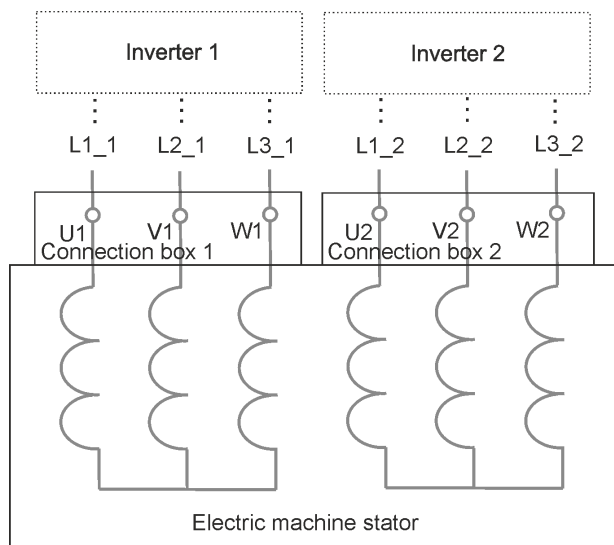 Inverter 1
Inverter 2
L1_1 L2_1 L3_1
L1_2 L2_2 L3_2
U1 V1 W1
Connection box 1
U2 V2 W2
Connection box 2
Electric machine stator